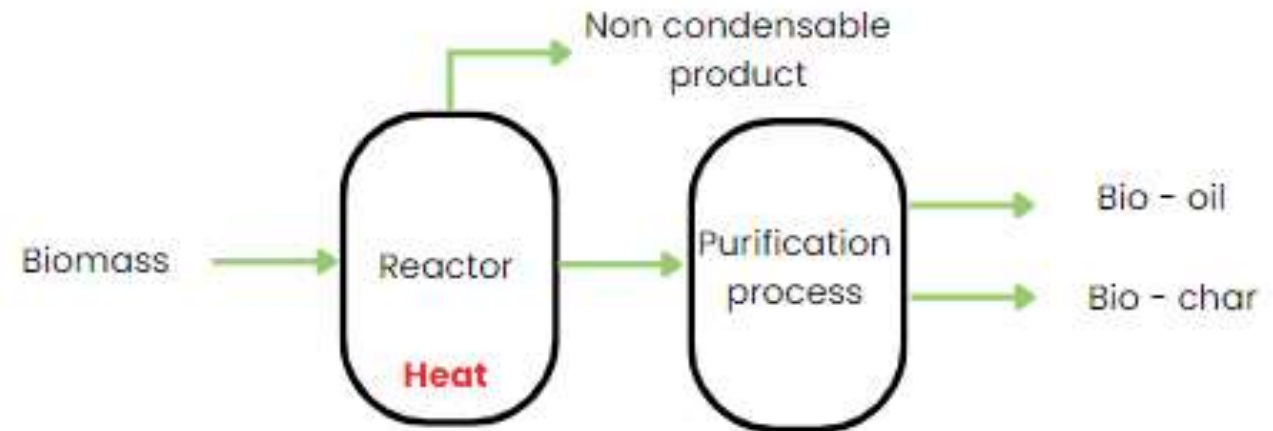 Non condensable
product
Biomass
Reactor
Heat
Purification
process
Bio - oil
Bio - char